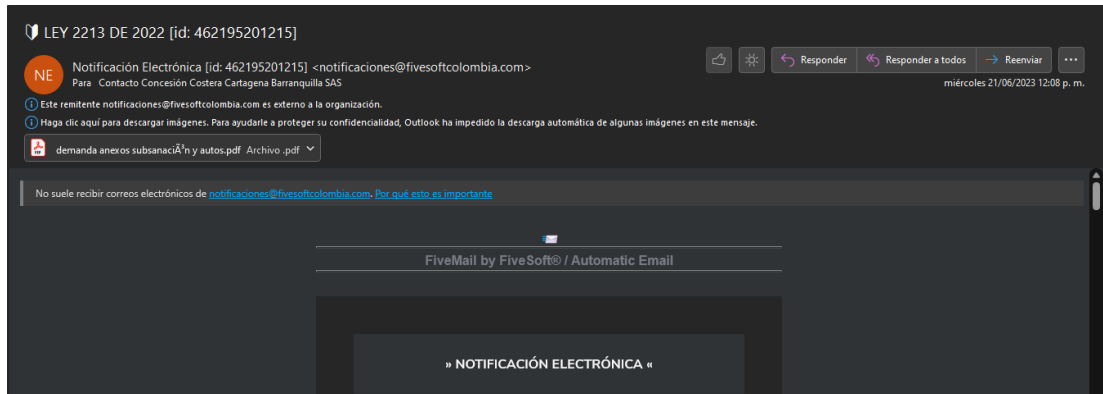 LEY 2213 DE 2022 [id: 462195201215]
NE
Notificación Electrónica [id: 462195201215] <notificaciones@fivesoftcolombia.com>
Para Contacto Concesión Costera Cartagena Barranquilla SAS
Responder
Responder a todos
Reenviar
miércoles 21/06/2023 12:08 p. m.
Este remitente notificaciones@fivesoftcolombia.com es externo a la organización.
Haga clic aquí para descargar imágenes. Para ayudarle a proteger su confidencialidad, Outlook ha impedido la descarga automática de algunas imágenes en este mensaje.
demanda anexos subsanaciÃ³n y autos.pdf Archivo .pdf
No suele recibir correos electrónicos de notificaciones@fivesoftcolombia.com. Por qué esto es importante
FiveMail by FiveSoft® / Automatic Email
» NOTIFICACIÓN ELECTRÓNICA «